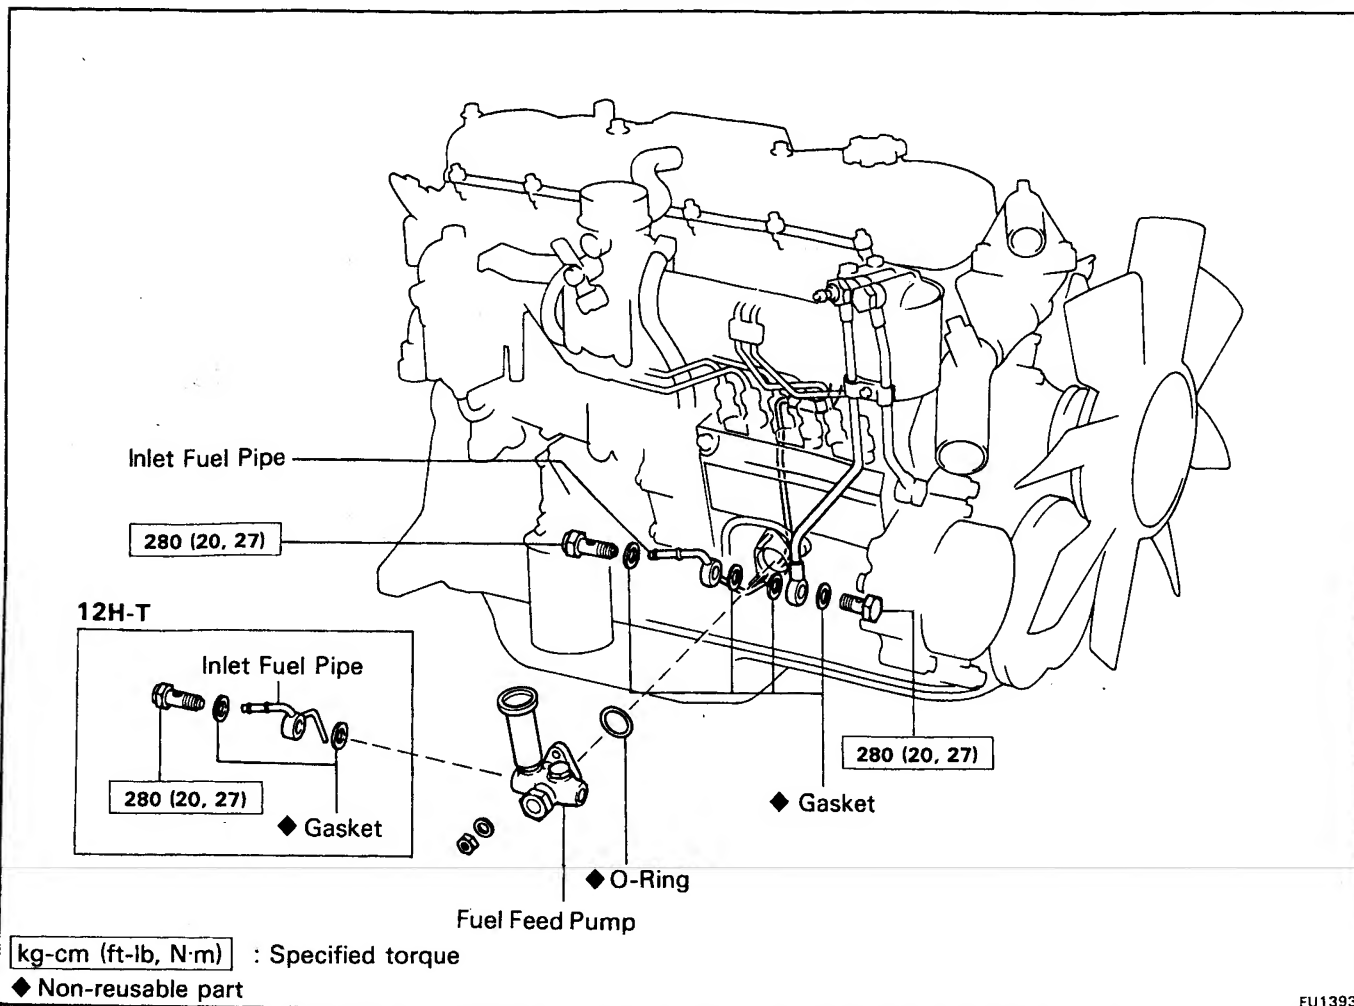 Inlet Fuel Pipe
280 (20, 27)
12H-T
Inlet Fuel Pipe
280 (20, 27)
◆ Gasket
280 (20, 27)
◆ Gasket
◆ O-Ring
Fuel Feed Pump
kg-cm (ft-lb, N·m) : Specified torque
◆ Non-reusable part
FU1393